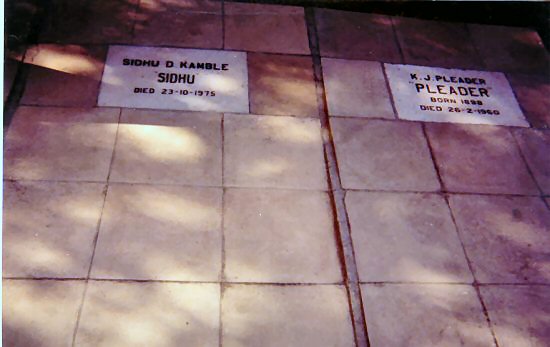 SIDHU D KAMBLE
"SIDHU"
DIED 23-10-1975
K.J. PLEADER
"PLEADER"
BORN 1898
DIED 26-2-1960